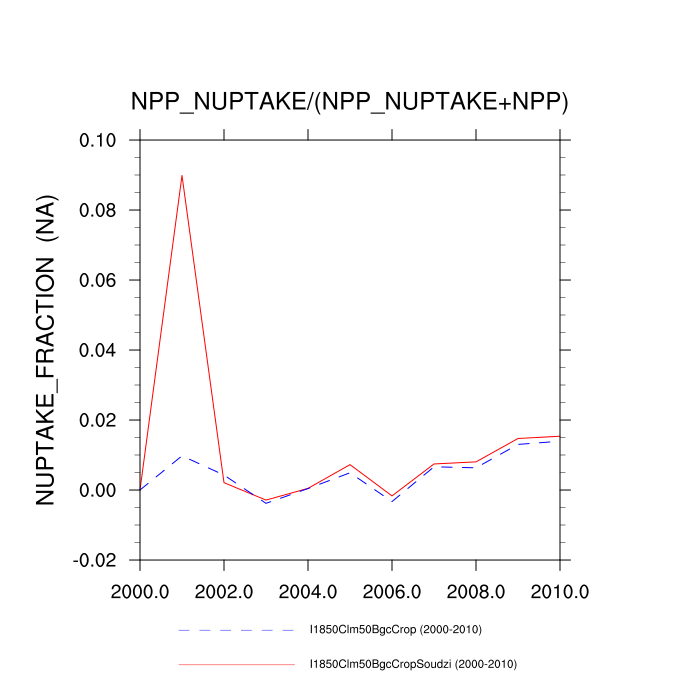 NPP_NUPTAKE/(NPP_NUPTAKE+NPP)
NUPTAKE_FRACTION (NA)
0.10
0.08
0.06
0.04
0.02
0.00
-0.02
2000.0 2002.0 2004.0 2006.0 2008.0 2010.0
I1850Clm50BgcCrop (2000-2010)
I1850Clm50BgcCropSoudzi (2000-2010)